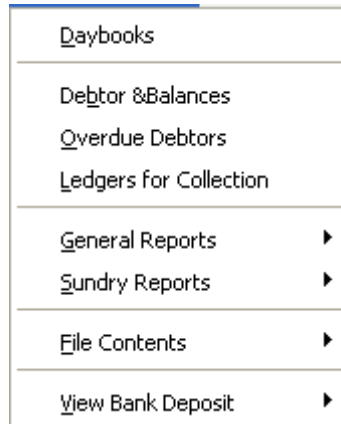 Daybooks
Debtor &Balances
Overdue Debtors
Ledgers for Collection
General Reports
Sundry Reports
File Contents
View Bank Deposit